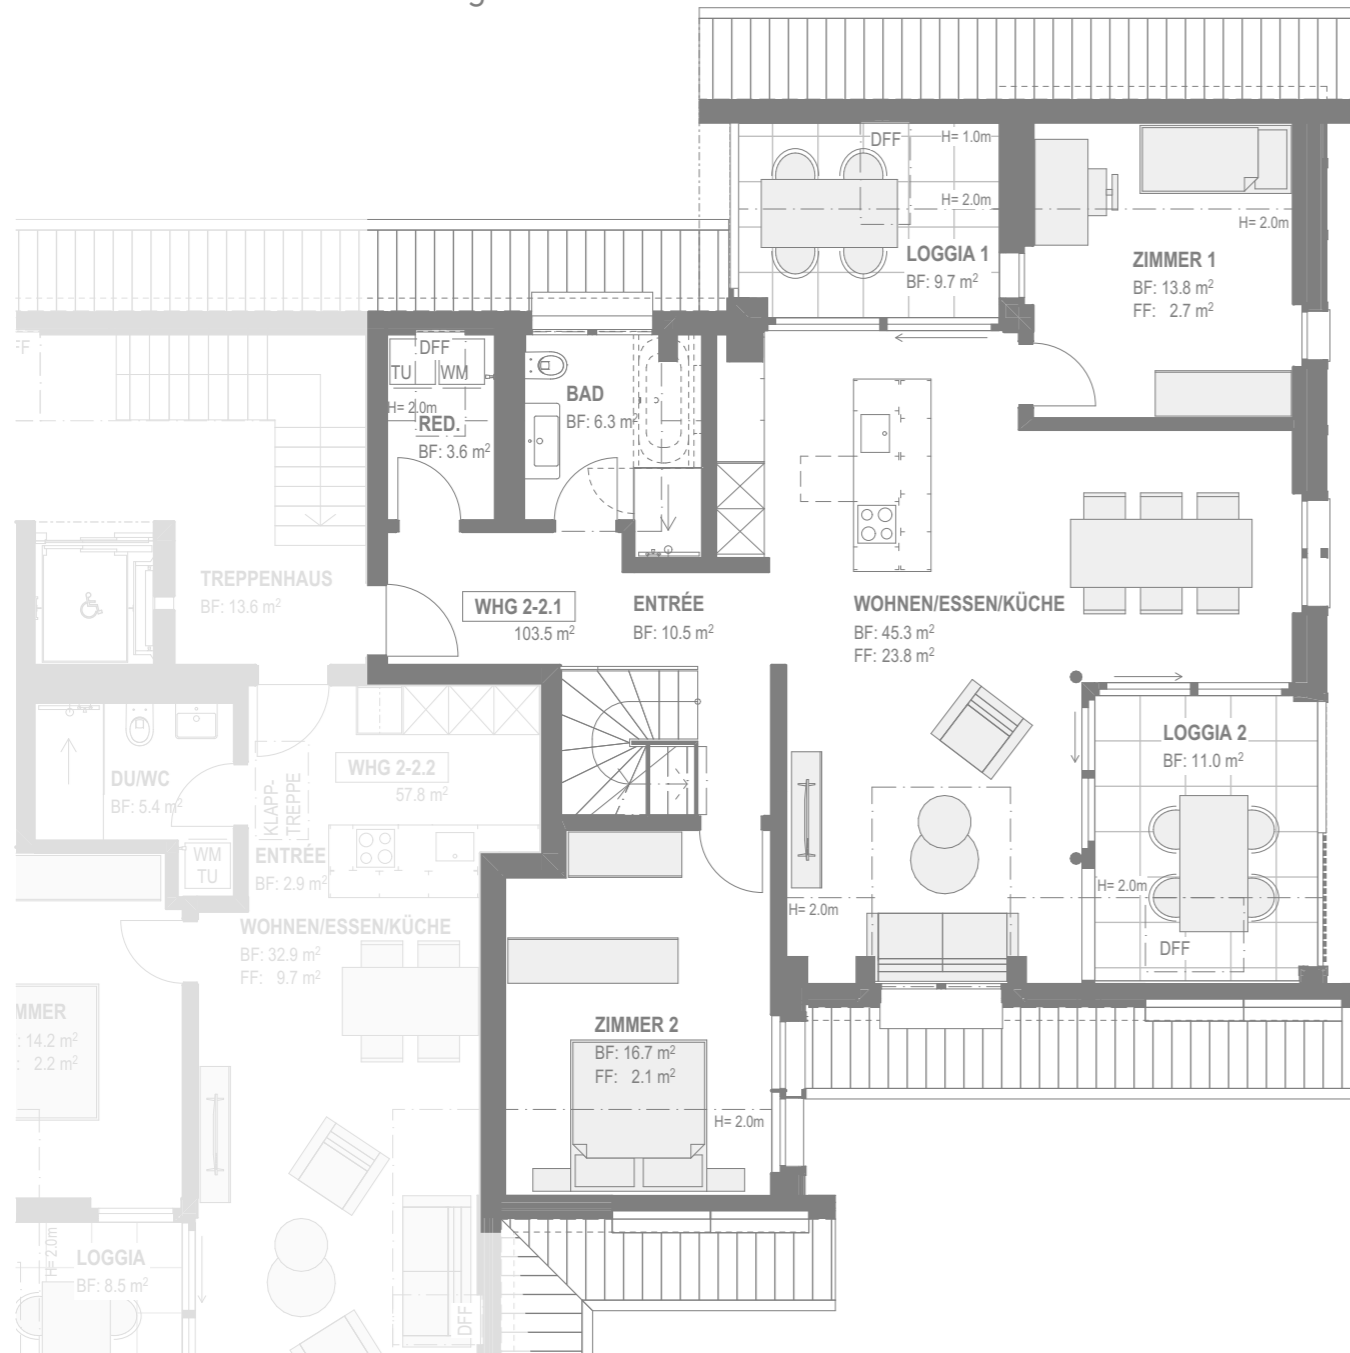 g
DFF
H= 1.0m
H= 2.0m
LOGGIA 1
BF: 9.7 m²
H= 2.0m
ZIMMER 1
BF: 13.8 m²
FF: 2.7 m²
DFF
TU
WM
H= 2.0m
RED.
BF: 3.6 m²
BAD
BF: 6.3 m²
TREPPENHAUS
BF: 13.6 m²
WHG 2-2.1
103.5 m²
ENTRÉE
BF: 10.5 m²
WOHNEN/ESSEN/KÜCHE
BF: 45.3 m²
FF: 23.8 m²
LOGGIA 2
BF: 11.0 m²
H= 2.0m
DFF
H= 2.0m
DU/WC
BF: 5.4 m²
KLAPP-
TREPPE
WHG 2-2.2
57.8 m²
WM
TU
ENTRÉE
BF: 2.9 m²
WOHNEN/ESSEN/KÜCHE
BF: 32.9 m²
FF: 9.7 m²
MMER
: 14.2 m²
: 2.2 m²
ZIMMER 2
BF: 16.7 m²
FF: 2.1 m²
H= 2.0m
H= 2.0m
LOGGIA
BF: 8.5 m²
DFF